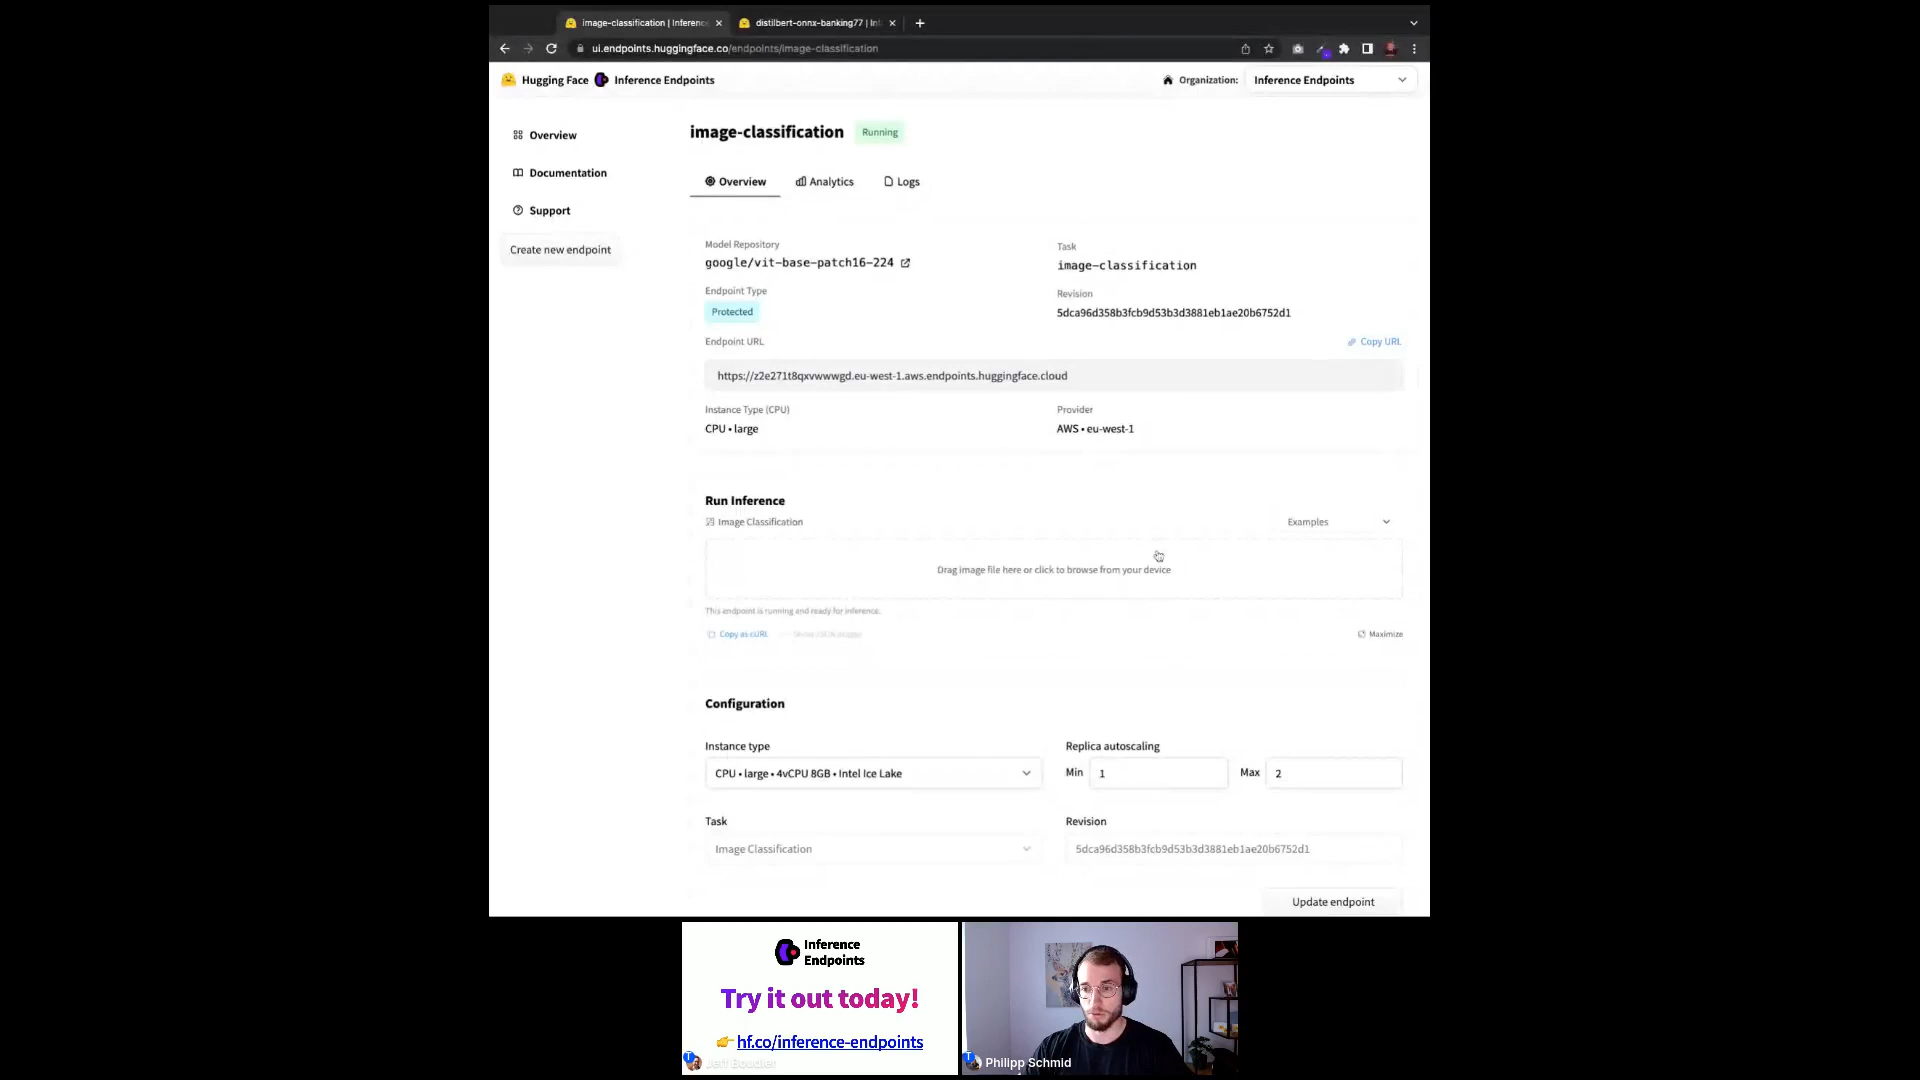 image-classification | Inferenc
distilbert-onnx-banking77 | Inf
ui.endpoints.huggingface.co/endpoints/image-classification
Hugging Face Inference Endpoints
Organization: Inference Endpoints
Overview
Documentation
Support
Create new endpoint
image-classification Running
Overview Analytics Logs
Model Repository
google/vit-base-patch16-224
Task
image-classification
Endpoint Type
Protected
Revision
5dca96d358b3fcb9d53b3d3881eb1ae20b6752d1
Endpoint URL
Copy URL
https://z2e271t8qxvwwwgd.eu-west-1.aws.endpoints.huggingface.cloud
Instance Type (CPU)
CPU • large
Provider
AWS • eu-west-1
Run Inference
Image Classification
Examples
Drag image file here or click to browse from your device
This endpoint is running and ready for inference.
Copy as cURL
Maximize
Configuration
Instance type
CPU • large • 4vCPU 8GB • Intel Ice Lake
Replica autoscaling
Min 1 Max 2
Task
Image Classification
Revision
5dca96d358b3fcb9d53b3d3881eb1ae20b6752d1
Update endpoint
Inference
Endpoints
Try it out today!
👉 hf.co/inference-endpoints
Jeff Boudier
Philipp Schmid